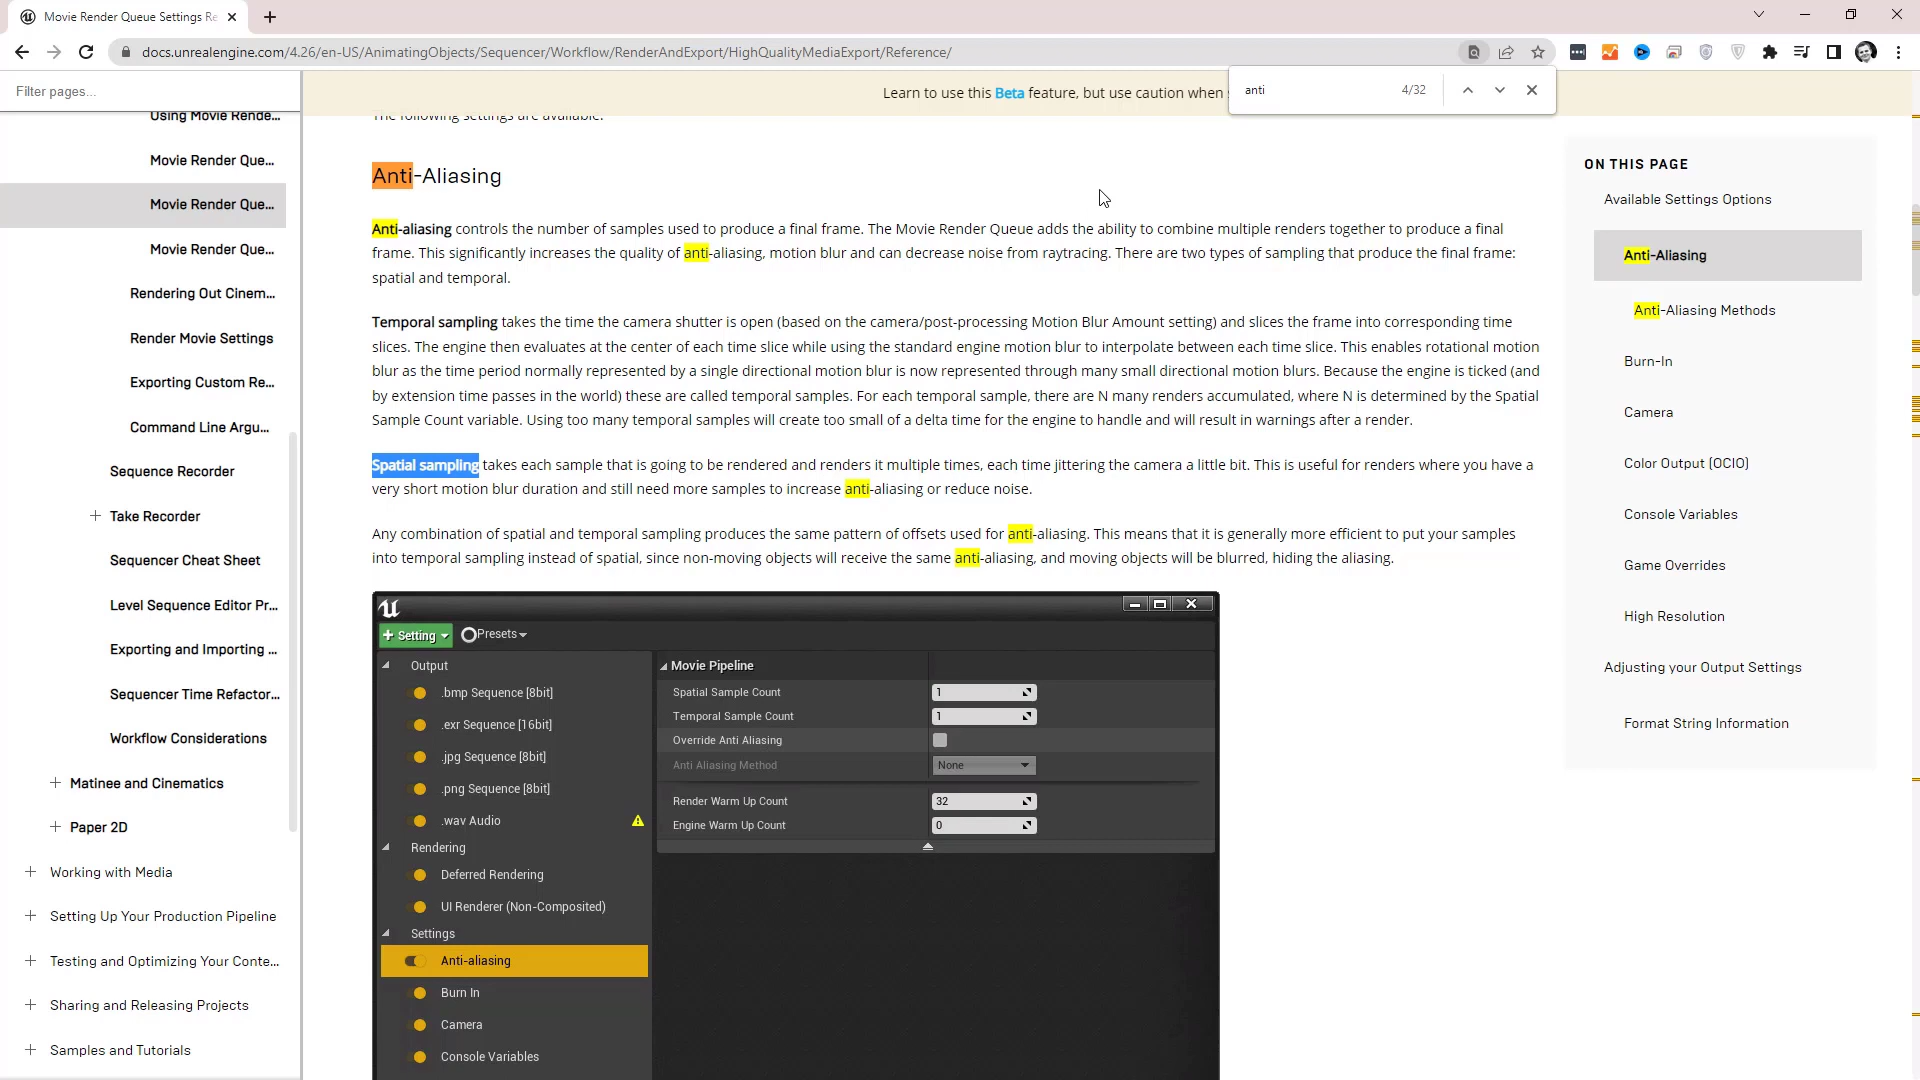 Movie Render Queue Settings Re
docs.unrealengine.com/4.26/en-US/AnimatingObjects/Sequencer/Workflow/RenderAndExport/HighQualityMediaExport/Reference/
anti
4/32
Filter pages...
Using Movie Rende...
Movie Render Que...
Movie Render Que...
Movie Render Que...
Rendering Out Cinem...
Render Movie Settings
Exporting Custom Re...
Command Line Argu...
Sequence Recorder
Take Recorder
Sequencer Cheat Sheet
Level Sequence Editor Pr...
Exporting and Importing ...
Sequencer Time Refactor...
Workflow Considerations
Matinee and Cinematics
Paper 2D
Working with Media
Setting Up Your Production Pipeline
Testing and Optimizing Your Conte...
Sharing and Releasing Projects
Samples and Tutorials
Learn to use this Beta feature, but use caution when
The following settings are available.
Anti-Aliasing
Anti-aliasing controls the number of samples used to produce a final frame. The Movie Render Queue adds the ability to combine multiple renders together to produce a final
frame. This significantly increases the quality of anti-aliasing, motion blur and can decrease noise from raytracing. There are two types of sampling that produce the final frame:
spatial and temporal.
Temporal sampling takes the time the camera shutter is open (based on the camera/post-processing Motion Blur Amount setting) and slices the frame into corresponding time
slices. The engine then evaluates at the center of each time slice while using the standard engine motion blur to interpolate between each time slice. This enables rotational motion
blur as the time period normally represented by a single directional motion blur is now represented through many small directional motion blurs. Because the engine is ticked (and
by extension time passes in the world) these are called temporal samples. For each temporal sample, there are N many renders accumulated, where N is determined by the Spatial
Sample Count variable. Using too many temporal samples will create too small of a delta time for the engine to handle and will result in warnings after a render.
Spatial sampling takes each sample that is going to be rendered and renders it multiple times, each time jittering the camera a little bit. This is useful for renders where you have a
very short motion blur duration and still need more samples to increase anti-aliasing or reduce noise.
Any combination of spatial and temporal sampling produces the same pattern of offsets used for anti-aliasing. This means that it is generally more efficient to put your samples
into temporal sampling instead of spatial, since non-moving objects will receive the same anti-aliasing, and moving objects will be blurred, hiding the aliasing.
Setting
Presets
Output
.bmp Sequence [8bit]
.exr Sequence [16bit]
.jpg Sequence [8bit]
.png Sequence [8bit]
.wav Audio
Rendering
Deferred Rendering
UI Renderer (Non-Composited)
Settings
Anti-aliasing
Burn In
Camera
Console Variables
Movie Pipeline
Spatial Sample Count 1
Temporal Sample Count 1
Override Anti Aliasing
Anti Aliasing Method None
Render Warm Up Count 32
Engine Warm Up Count 0
ON THIS PAGE
Available Settings Options
Anti-Aliasing
Anti-Aliasing Methods
Burn-In
Camera
Color Output (OCIO)
Console Variables
Game Overrides
High Resolution
Adjusting your Output Settings
Format String Information